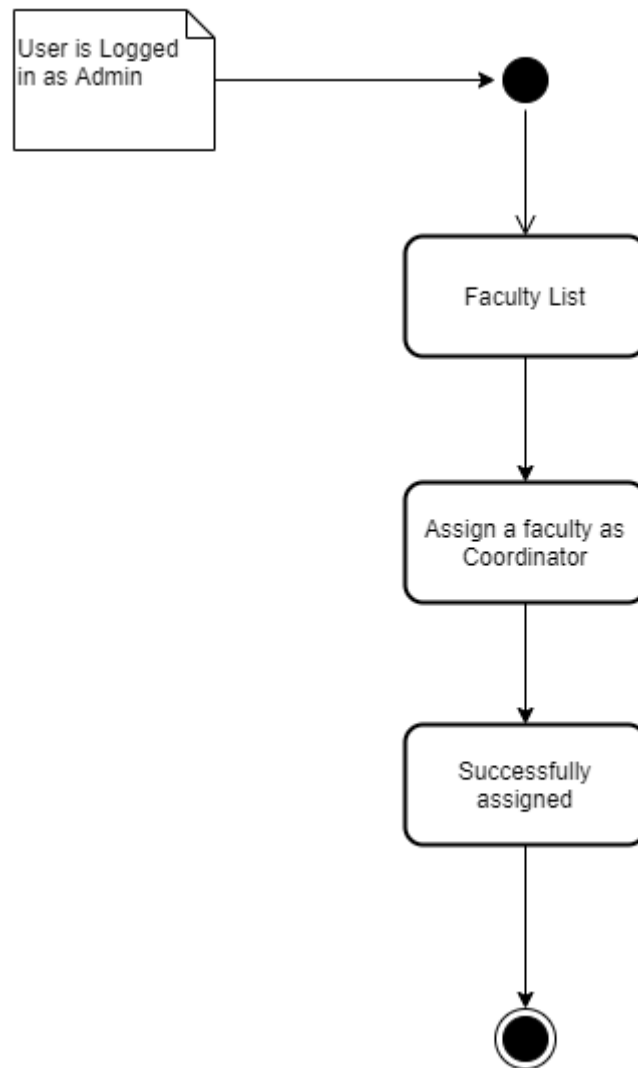 User is Logged
in as Admin
Faculty List
Assign a faculty as
Coordinator
Successfully
assigned